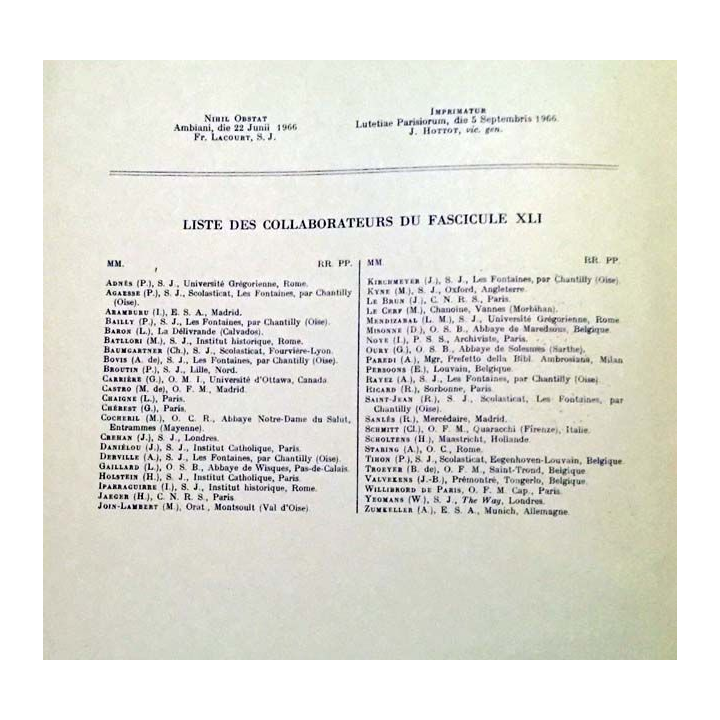 Nihil Obstat
Ambiani, die 22 Junii 1966
Fr. Lacourt, S. J.
Imprimatur
Lutetiae Parisiorum, die 5 Septembris 1966.
J. Hottot, vic. gen.
LISTE DES COLLABORATEURS DU FASCICULE XLI
MM. RR. PP.
Adnès (P.), S. J., Université Grégorienne, Rome.
Agaesse (P.), S. J., Scolasticat, Les Fontaines, par Chantilly
(Oise).
Aramburu (I.), E. S. A., Madrid.
Bailly (P.), S. J., Les Fontaines, par Chantilly (Oise).
Baron (L.), La Délivrande (Calvados).
Batllori (M.), S. J., Institut historique, Rome.
Baumgartner (Ch.), S. J., Scolasticat, Fourvière-Lyon.
Bovis (A. de), S. J., Les Fontaines, par Chantilly (Oise).
Broutin (P.), S. J., Lille, Nord.
Carrière (G.), O. M. I., Université d'Ottawa, Canada.
Castro (M. de), O. F. M., Madrid.
Chaigne (L.), Paris.
Chérest (G.), Paris.
Cocheril (M.), O. C. R., Abbaye Notre-Dame du Salut,
Entrammes (Mayenne).
Crehan (J.), S. J., Londres.
Daniélou (J.), S. J., Institut Catholique, Paris.
Derville (A.), S. J., Les Fontaines, par Chantilly (Oise).
Gaillard (L.), O. S. B., Abbaye de Wisques, Pas-de-Calais.
Holstein (H.), S. J., Institut Catholique, Paris.
Iparraguirre (I.), S. J., Institut historique, Rome.
Jaeger (H.), C. N. R. S., Paris.
Join-Lambert (M.), Orat., Montsoult (Val d'Oise).
MM. RR. PP.
Kirchmeyer (J.), S. J., Les Fontaines, par Chantilly (Oise).
Kyne (M.), S. J., Oxford, Angleterre.
Le Brun (J.), C. N. R. S., Paris.
Le Cerf (M.), Chanoine, Vannes (Morbihan).
Mendizabal (L. M.), S. J., Université Grégorienne, Rome.
Misonne (D.), O. S. B., Abbaye de Maredsous, Belgique.
Noye (I.), P. S. S., Archiviste, Paris.
Oury (G.), O. S. B., Abbaye de Solesmes (Sarthe).
Paredi (A.), Mgr, Prefetto della Bibl. Ambrosiana, Milan
Persoons (E.), Louvain, Belgique.
Rayez (A.), S. J., Les Fontaines, par Chantilly (Oise).
Ricard (R.), Sorbonne, Paris.
Saint-Jean (R.), S. J., Scolasticat, Les Fontaines, par
Chantilly (Oise).
Sanlés (R.), Mercédaire, Madrid.
Schmitt (Cl.), O. F. M., Quaracchi (Firenze), Italie.
Scholtens (H.), Maastricht, Hollande.
Staring (A.), O. C., Rome.
Tihon (P.), S. J., Scolasticat, Eegenhoven-Louvain, Belgique.
Troeyer (B. de), O. F. M., Saint-Trond, Belgique
Valvekens (J.-B.), Prémontré, Tongerlo, Belgique.
Willibrord de Paris, O. F. M. Cap., Paris.
Yeomans (W.), S. J., The Way, Londres.
Zumkeller (A.), E. S. A., Munich, Allemagne.